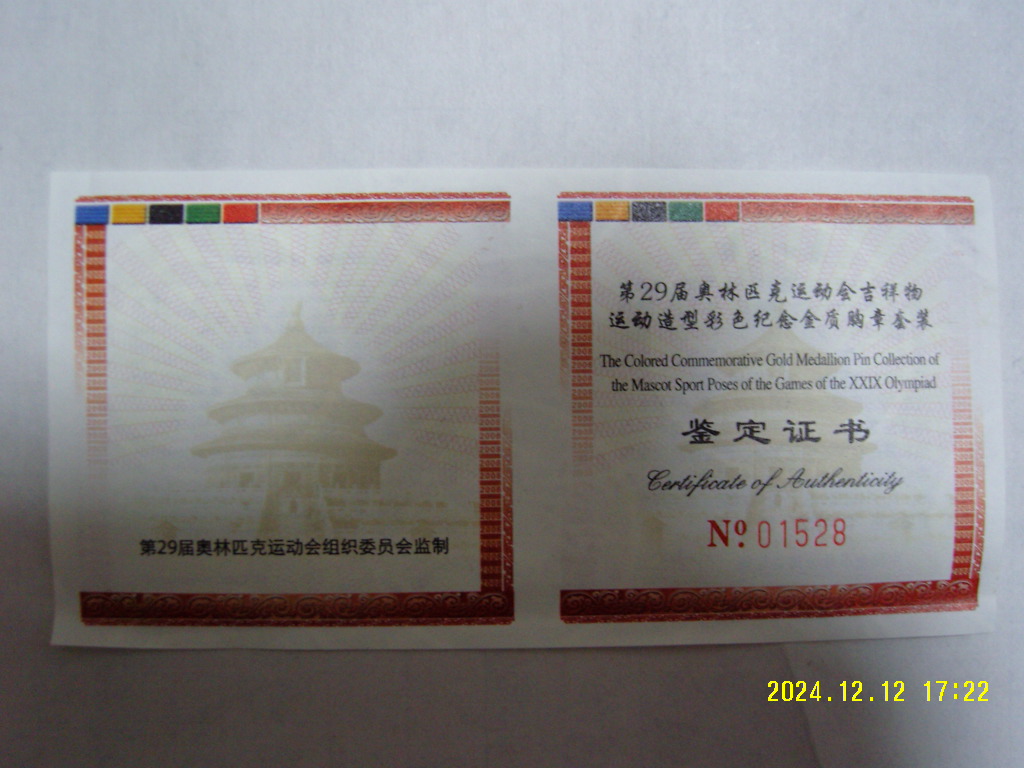 第29届奥林匹克运动会组织委员会监制
第29届奥林匹克运动会吉祥物
运动造型彩色纪念金质胸章套装
The Colored Commemorative Gold Medallion Pin Collection of
the Mascot Sport Poses of the Games of the XXIX Olympiad
鉴定证书
Certificate of Authenticity
Nº 01528
2024.12.12 17:22